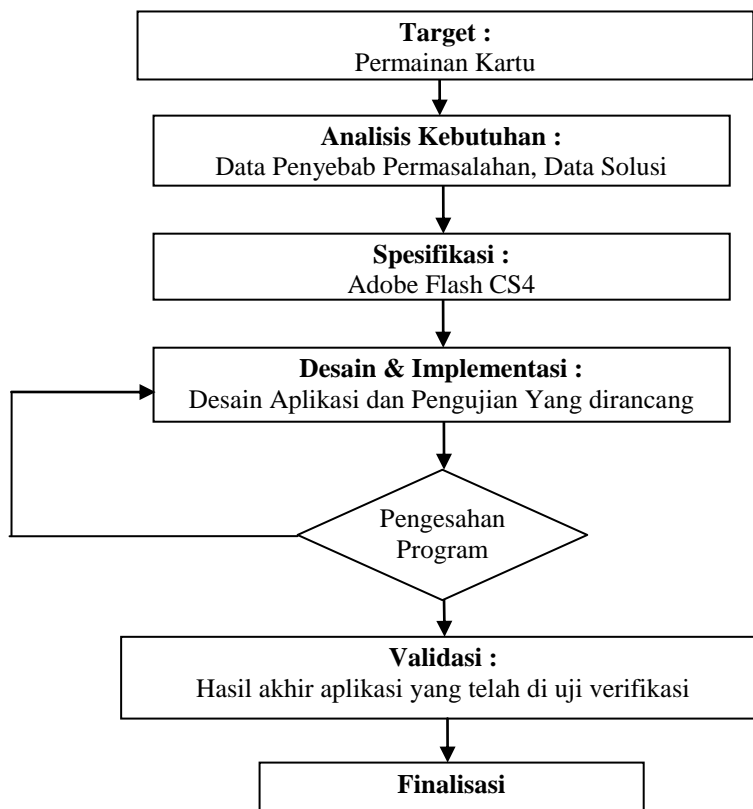 Target :
Permainan Kartu
Analisis Kebutuhan :
Data Penyebab Permasalahan, Data Solusi
Spesifikasi :
Adobe Flash CS4
Desain & Implementasi :
Desain Aplikasi dan Pengujian Yang dirancang
Pengesahan
Program
Validasi :
Hasil akhir aplikasi yang telah di uji verifikasi
Finalisasi